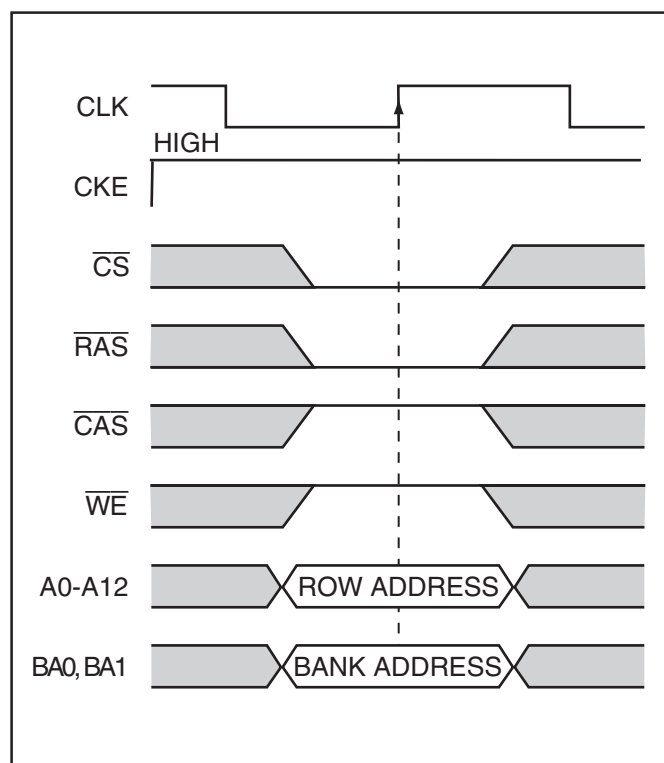 CLK
HIGH
CKE
CS
RAS
CAS
WE
A0-A12
ROW ADDRESS
BA0, BA1
BANK ADDRESS